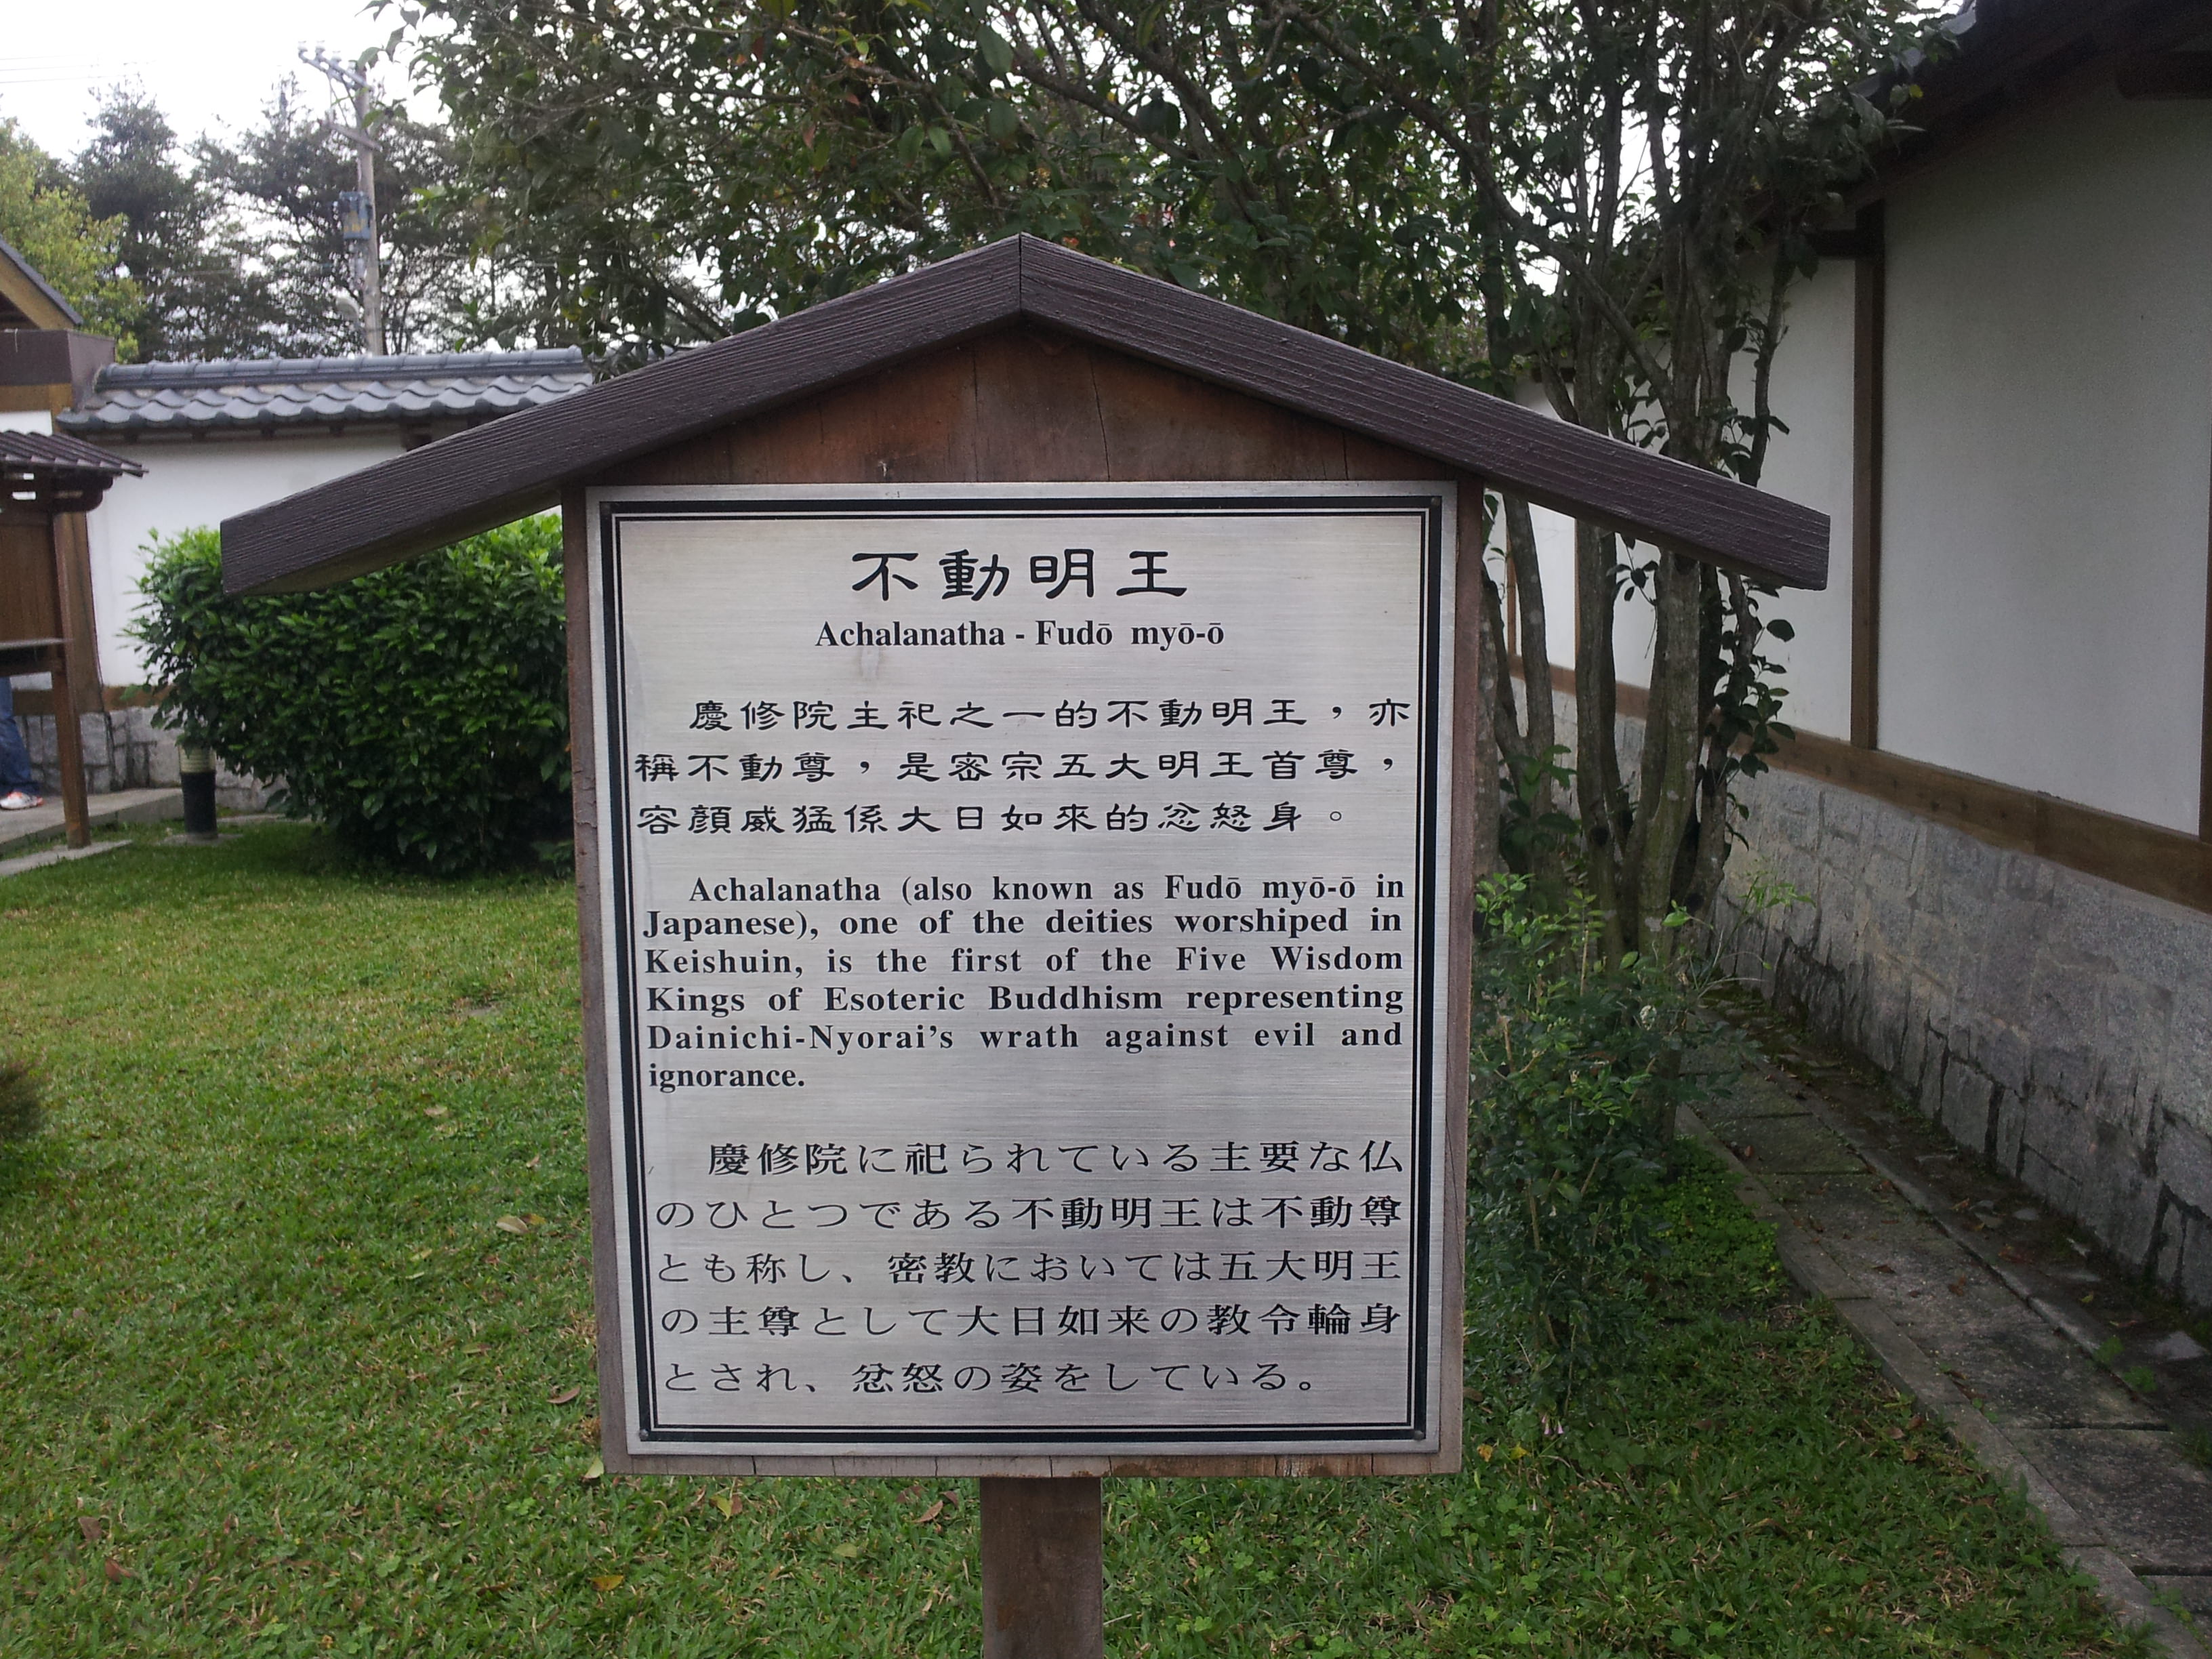 不動明王
Achalanatha - Fudō myō-ō
慶修院主祀之一的不動明王，亦
稱不動尊，是密宗五大明王首尊，
容顏威猛係大日如來的忿怒身。
Achalanatha (also known as Fudō myō-ō in
Japanese), one of the deities worshiped in
Keishuin, is the first of the Five Wisdom
Kings of Esoteric Buddhism representing
Dainichi-Nyorai’s wrath against evil and
ignorance.
慶修院に祀られている主要な仏
のひとつである不動明王は不動尊
とも称し、密教においては五大明王
の主尊として大日如来の教令輪身
とされ、忿怒の姿をしている。